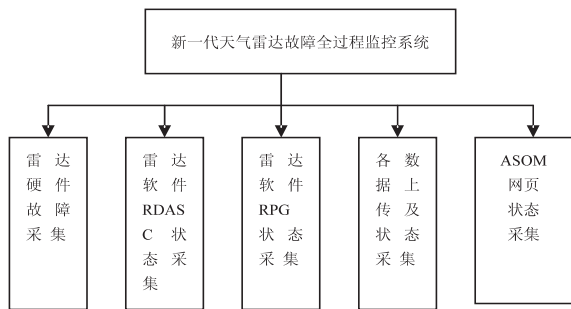 新一代天气雷达故障全过程监控系统
雷达
硬件
故障
采集
雷达
软件
RDAS
C 状
态采
集
雷达
软件
RPG
状态
采集
各数
据上
传及
状态
采集
ASOM
网页
状态
采集